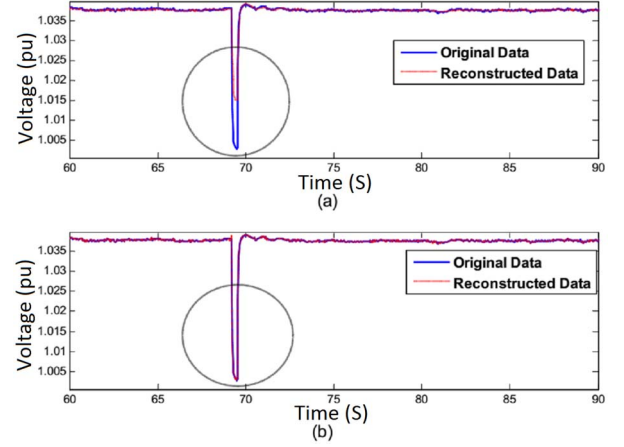 1.035
1.03
1.025
1.02
1.015
1.01
1.005
Voltage (pu)
Original Data
Reconstructed Data
60 65 70 75 80 85 90
Time (S)
(a)
1.035
1.03
1.025
1.02
1.015
1.01
1.005
Voltage (pu)
Original Data
Reconstructed Data
60 65 70 75 80 85 90
Time (S)
(b)